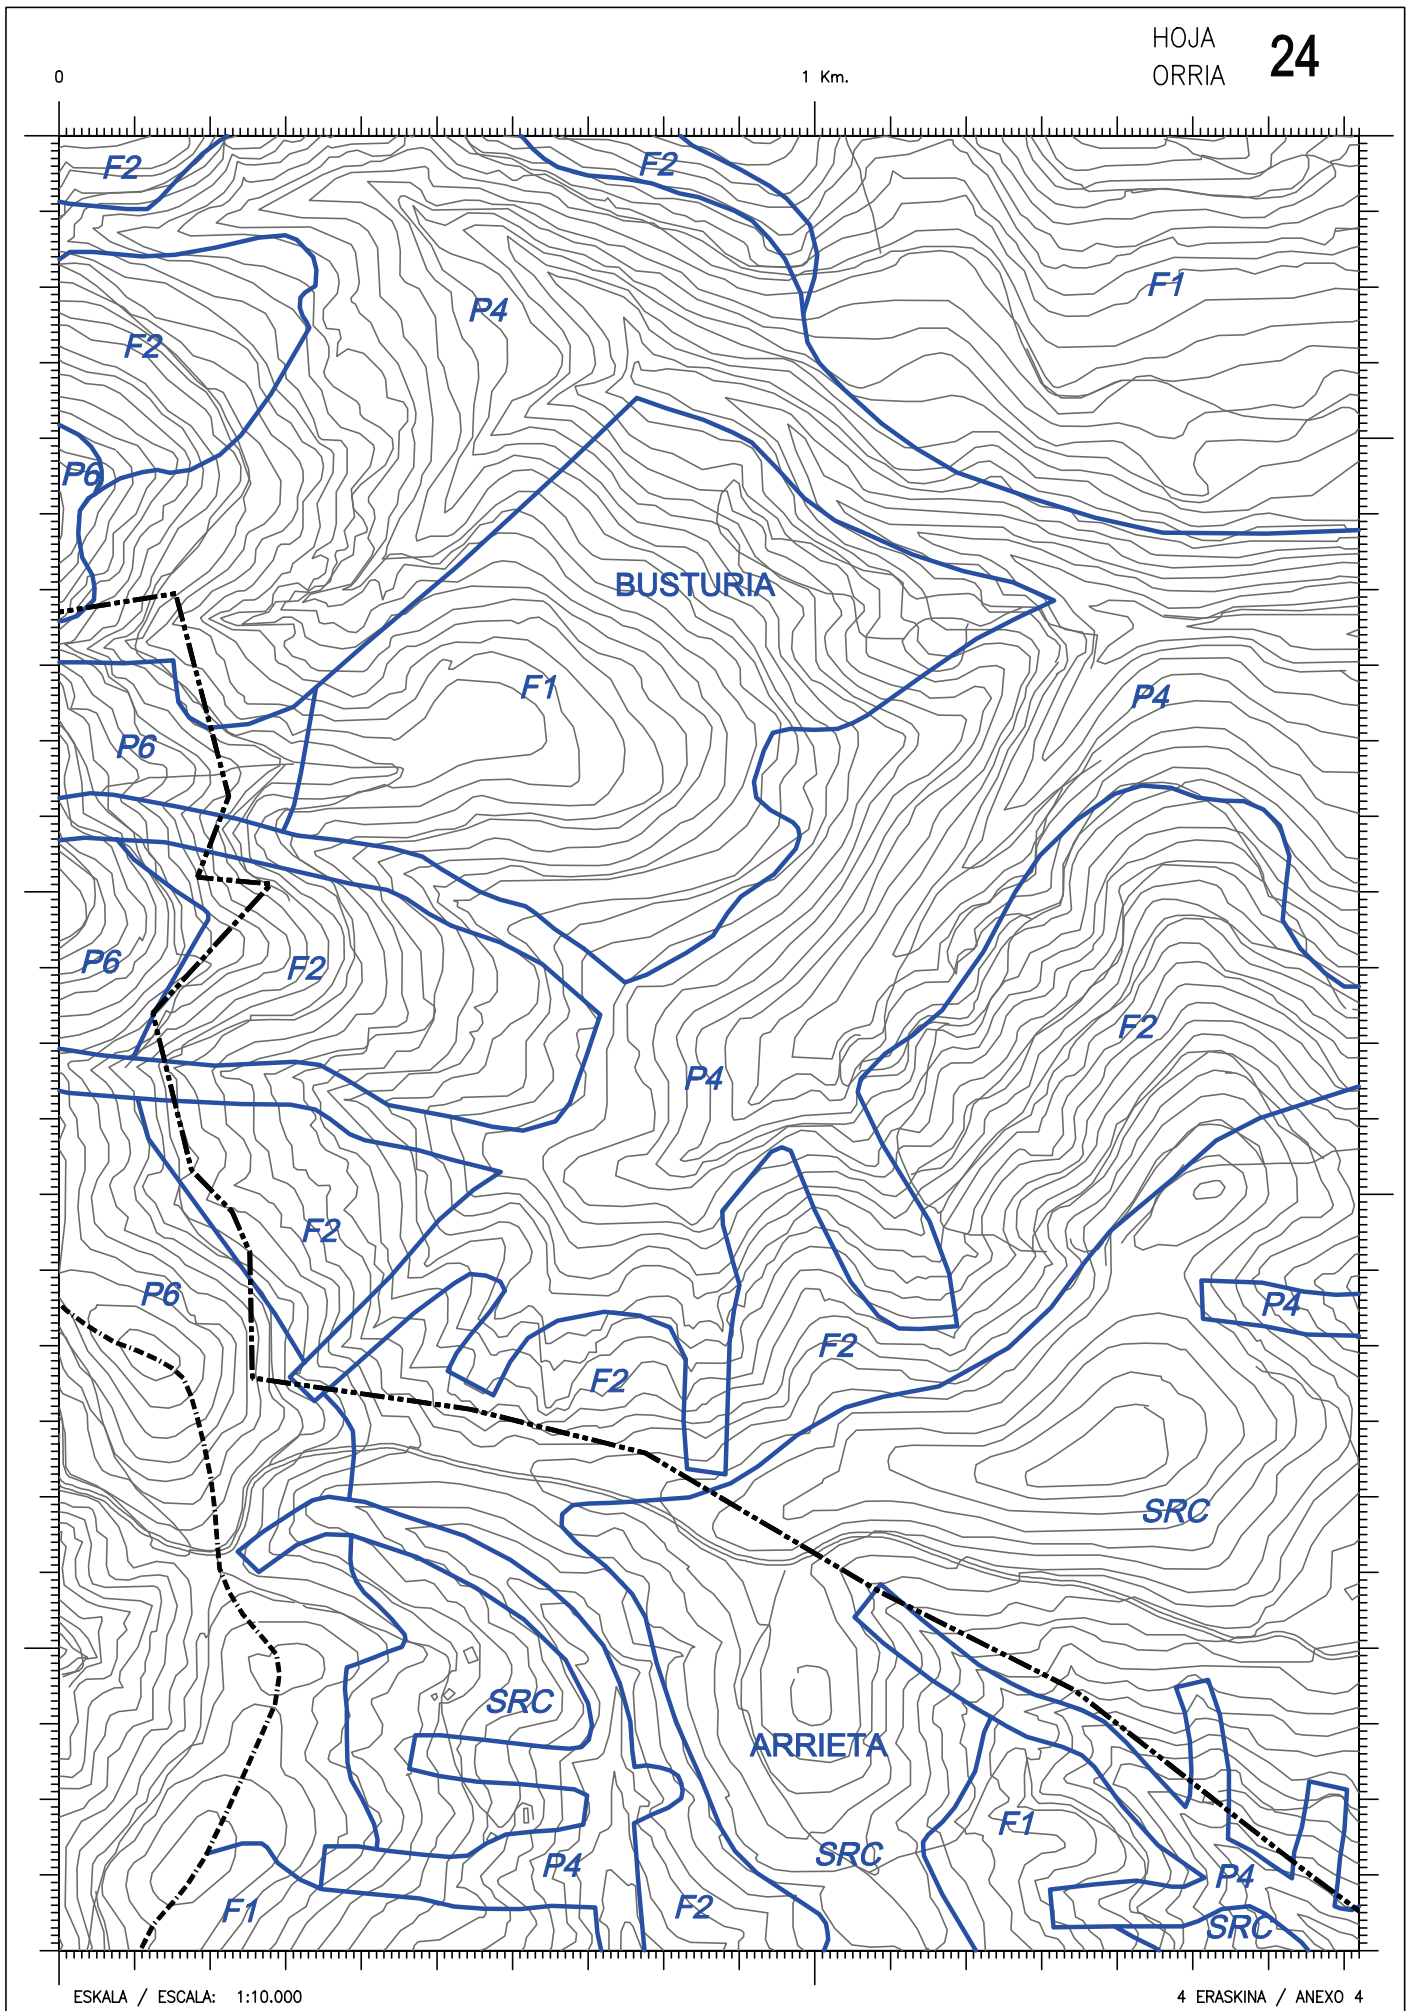 HOJA
ORRIA
24
0
1 Km.
F2
F2
F1
P4
F2
P6
BUSTURIA
F1
P4
P6
P6
F2
F2
P4
F2
P6
P4
F2
F2
SRC
SRC
ARRIETA
F1
SRC
P4
P4
F2
F1
SRC
ESKALA / ESCALA: 1:10.000
4 ERASKINA / ANEXO 4